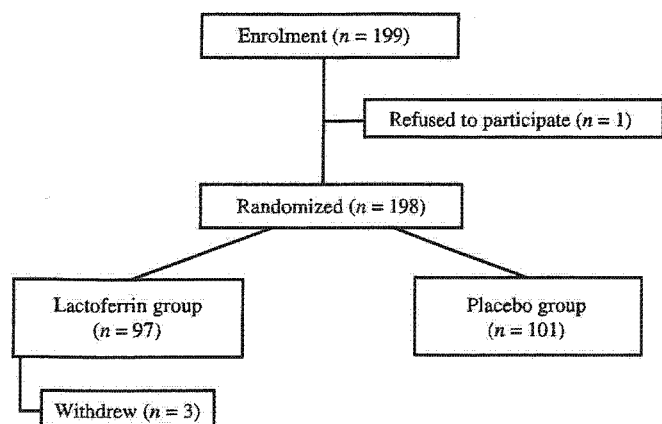 Enrolment (n = 199)
Refused to participate (n = 1)
Randomized (n = 198)
Lactoferrin group
(n = 97)
Placebo group
(n = 101)
Withdrew (n = 3)